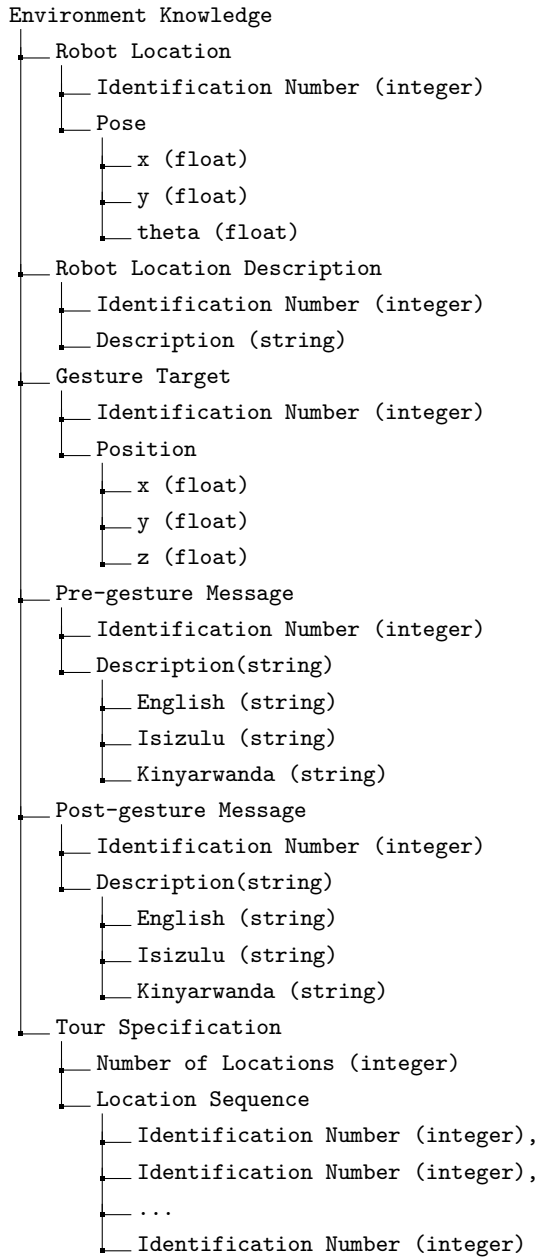 Environment Knowledge
Robot Location
Identification Number (integer)
Pose
x (float)
y (float)
theta (float)
Robot Location Description
Identification Number (integer)
Description (string)
Gesture Target
Identification Number (integer)
Position
x (float)
y (float)
z (float)
Pre-gesture Message
Identification Number (integer)
Description(string)
English (string)
Isizulu (string)
Kinyarwanda (string)
Post-gesture Message
Identification Number (integer)
Description(string)
English (string)
Isizulu (string)
Kinyarwanda (string)
Tour Specification
Number of Locations (integer)
Location Sequence
Identification Number (integer),
Identification Number (integer),
...
Identification Number (integer)